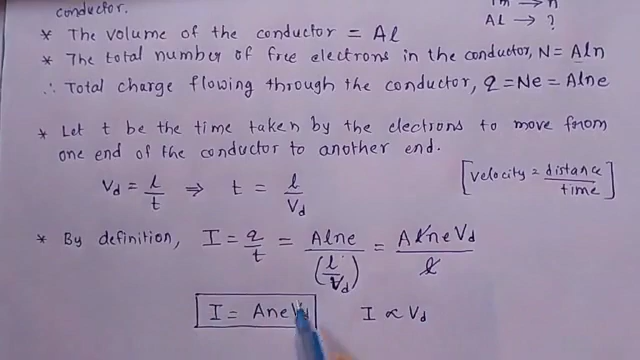 conductor.
1m³ → n
Al → ?
* The volume of the conductor = Al
* The total number of free electrons in the conductor, N = Aln
∴ Total charge flowing through the conductor, q = Ne = Alne
* Let t be the time taken by the electrons to move from
one end of the conductor to another end.
Vd = l/t ⇒ t = l/Vd [velocity = distance/time]
* By definition, I = q/t = Alne/(l/Vd) = AlneVd/l
I = AneVd I ∝ Vd